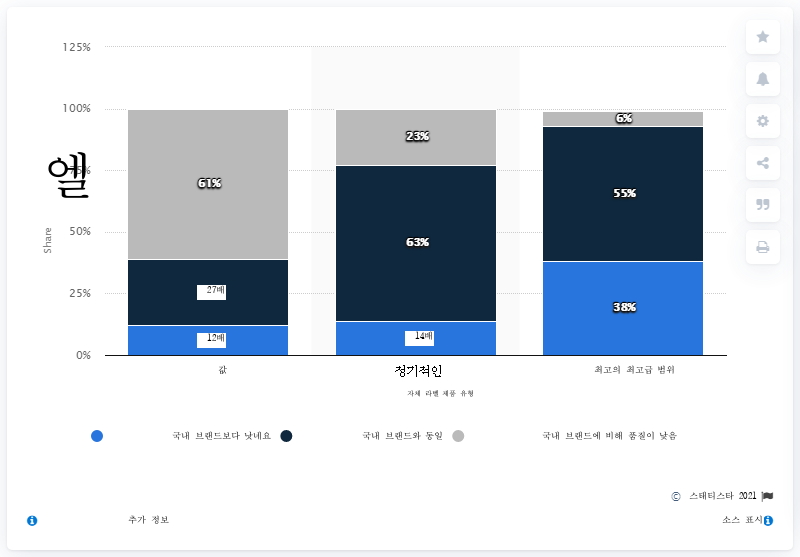 125%
100%
75%
50%
25%
0%
엘
Share
61%
27배
12배
23%
63%
14배
6%
55%
38%
값
정기적인
최고의 최고급 범위
자체 라벨 제품 유형
국내 브랜드보다 낫네요
국내 브랜드와 동일
국내 브랜드에 비해 품질이 낮음
© 스태티스타 2021
추가 정보
소스 표시